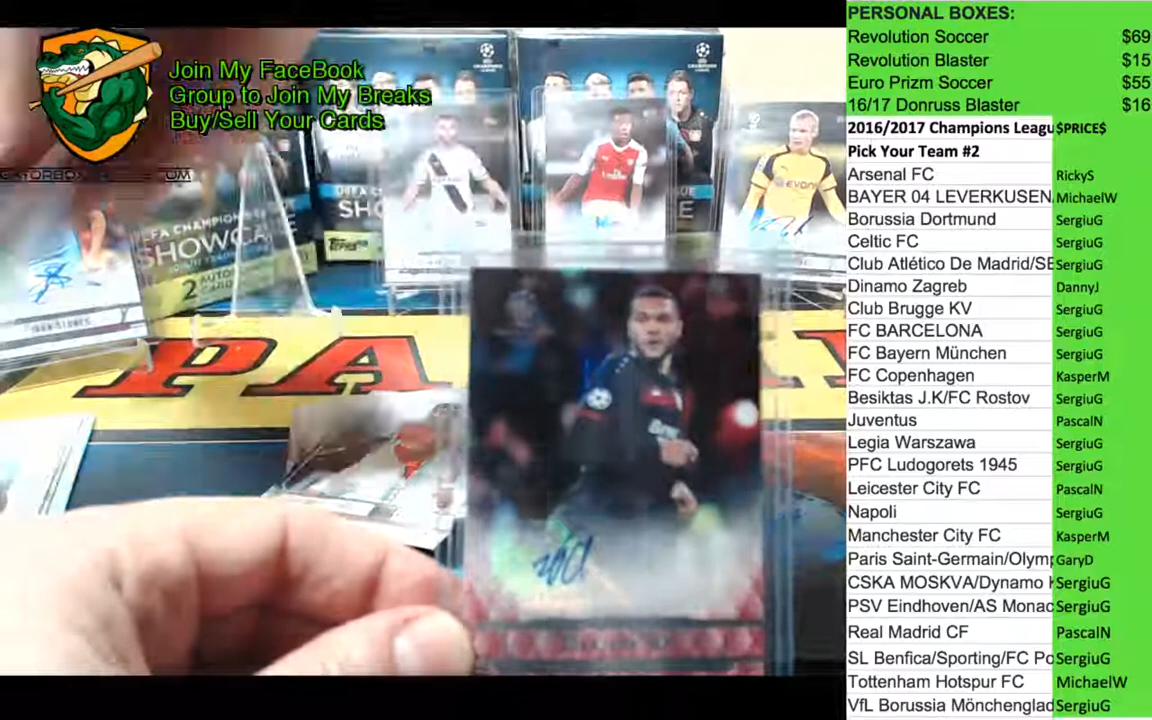 Join My FaceBook
Group to Join My Breaks
Buy/Sell Your Cards
SHOWCA
2
PA
PERSONAL BOXES:
Revolution Soccer $69
Revolution Blaster $15
Euro Prizm Soccer $55
16/17 Donruss Blaster $16
2016/2017 Champions Leagu $PRICE$
Pick Your Team #2
Arsenal FC RickyS
BAYER 04 LEVERKUSEN MichaelW
Borussia Dortmund SergiuG
Celtic FC SergiuG
Club Atlético De Madrid/SE SergiuG
Dinamo Zagreb DannyJ
Club Brugge KV SergiuG
FC BARCELONA SergiuG
FC Bayern München SergiuG
FC Copenhagen KasperM
Besiktas J.K/FC Rostov SergiuG
Juventus PascalN
Legia Warszawa SergiuG
PFC Ludogorets 1945 SergiuG
Leicester City FC PascalN
Napoli SergiuG
Manchester City FC KasperM
Paris Saint-Germain/Olymp GaryD
CSKA MOSKVA/Dynamo SergiuG
PSV Eindhoven/AS Monac SergiuG
Real Madrid CF PascalN
SL Benfica/Sporting/FC Po SergiuG
Tottenham Hotspur FC MichaelW
VfL Borussia Mönchenglad SergiuG